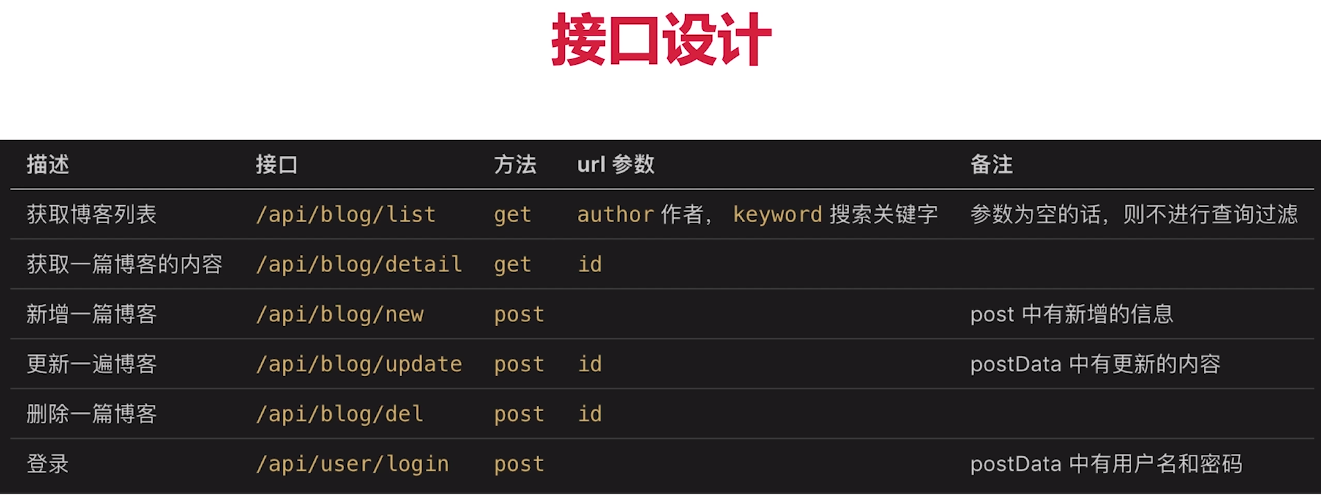 接口设计
描述 接口 方法 url 参数 备注
获取博客列表 /api/blog/list get author 作者， keyword 搜索关键字 参数为空的话，则不进行查询过滤
获取一篇博客的内容 /api/blog/detail get id
新增一篇博客 /api/blog/new post post 中有新增的信息
更新一遍博客 /api/blog/update post id postData 中有更新的内容
删除一篇博客 /api/blog/del post id
登录 /api/user/login post postData 中有用户名和密码